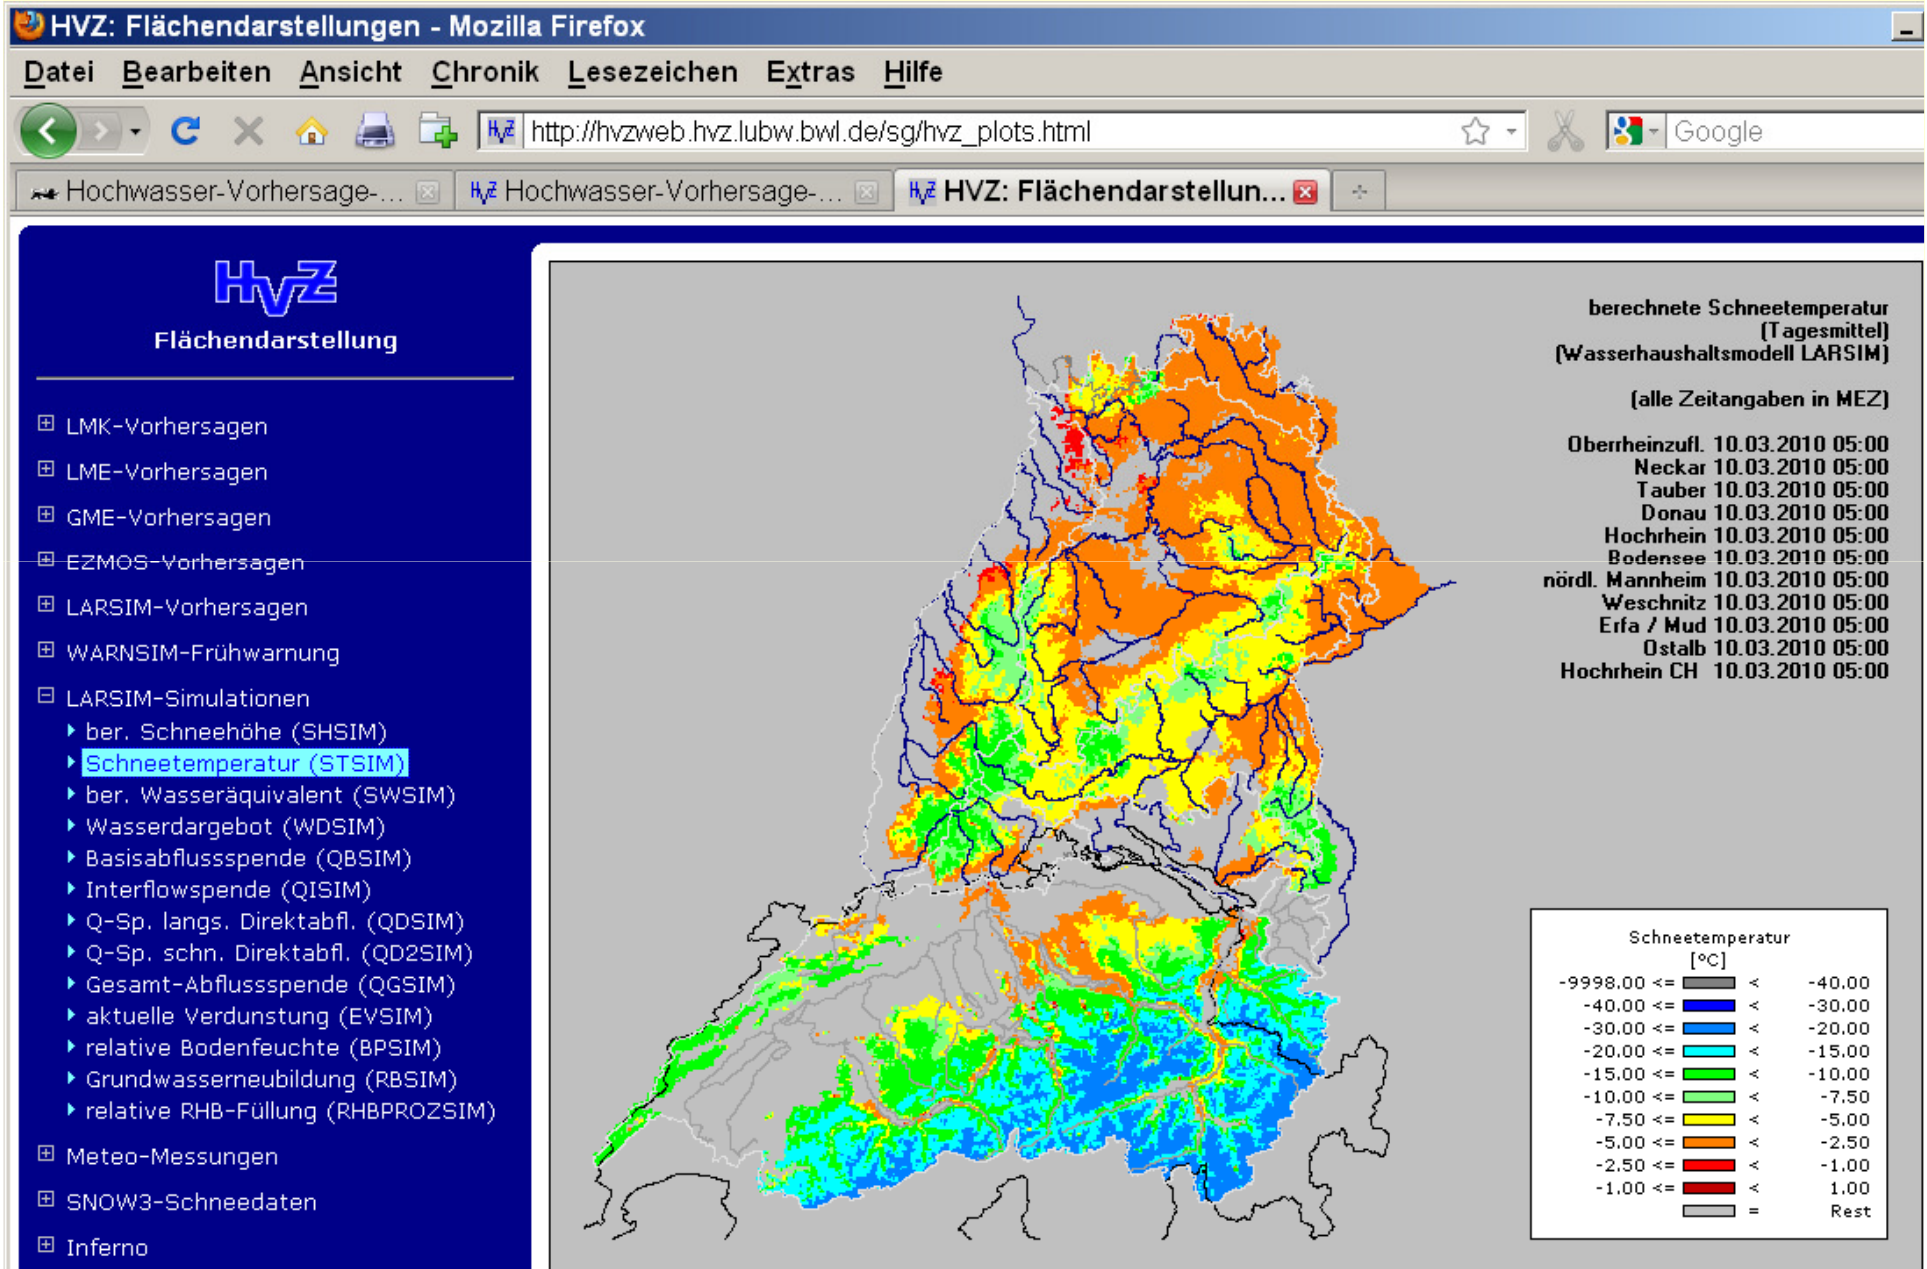 HVZ: Flächendarstellungen - Mozilla Firefox
Datei Bearbeiten Ansicht Chronik Lesezeichen Extras Hilfe
HVZ http://hvzweb.hvz.lubw.bwl.de/sg/hvz_plots.html Google
Hochwasser-Vorhersage-... HVZ Hochwasser-Vorhersage-... HVZ HVZ: Flächendarstellun...
HVZ
Flächendarstellung
LMK-Vorhersagen
LME-Vorhersagen
GME-Vorhersagen
EZMOS-Vorhersagen
LARSIM-Vorhersagen
WARNSIM-Frühwarnung
LARSIM-Simulationen
ber. Schneehöhe (SHSIM)
Schneetemperatur (STSIM)
ber. Wasseräquivalent (SWSIM)
Wasserdargebot (WDSIM)
Basisabflussspende (QBSIM)
Interflowspende (QISIM)
Q-Sp. langs. Direktabfl. (QDSIM)
Q-Sp. schn. Direktabfl. (QD2SIM)
Gesamt-Abflussspende (QGSIM)
aktuelle Verdunstung (EVSIM)
relative Bodenfeuchte (BPSIM)
Grundwasserneubildung (RBSIM)
relative RHB-Füllung (RHBPROZSIM)
Meteo-Messungen
SNOW3-Schneedaten
Inferno
berechnete Schneetemperatur
(Tagesmittel)
(Wasserhaushaltsmodell LARSIM)
(alle Zeitangaben in MEZ)
Oberrheinzufl. 10.03.2010 05:00
Neckar 10.03.2010 05:00
Tauber 10.03.2010 05:00
Donau 10.03.2010 05:00
Hochrhein 10.03.2010 05:00
Bodensee 10.03.2010 05:00
nördl. Mannheim 10.03.2010 05:00
Weschnitz 10.03.2010 05:00
Erfa / Mud 10.03.2010 05:00
Ostalb 10.03.2010 05:00
Hochrhein CH 10.03.2010 05:00
Schneetemperatur
[°C]
-9998.00 <= < -40.00
-40.00 <= < -30.00
-30.00 <= < -20.00
-20.00 <= < -15.00
-15.00 <= < -10.00
-10.00 <= < -7.50
-7.50 <= < -5.00
-5.00 <= < -2.50
-2.50 <= < -1.00
-1.00 <= < 1.00
= Rest